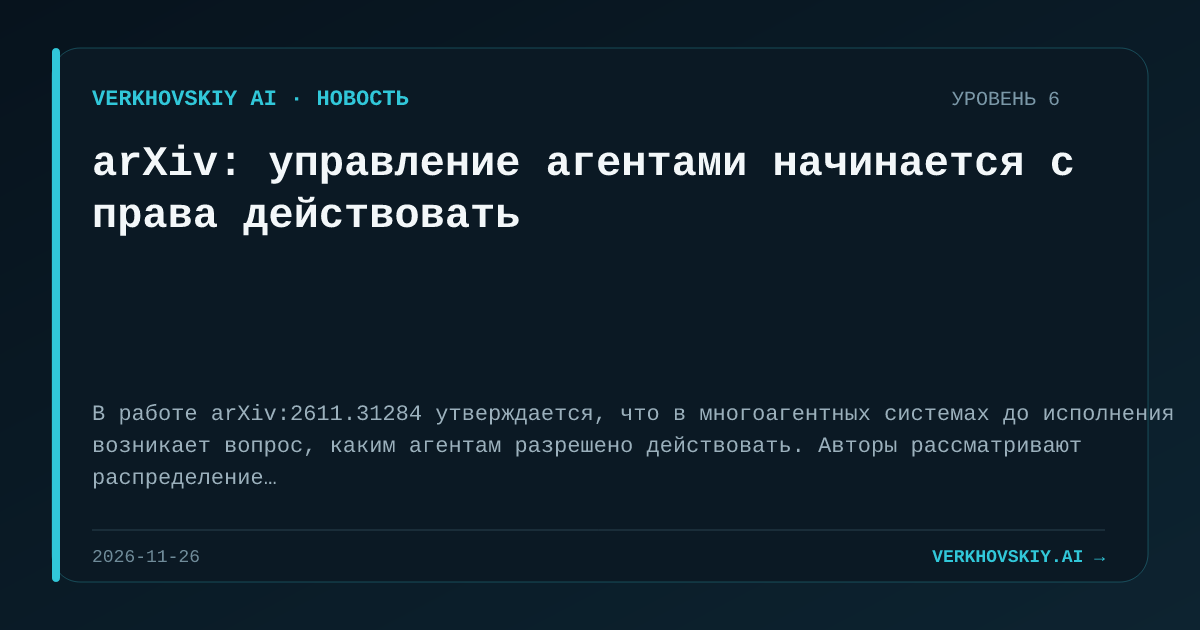 VERKHOVSKIY AI · НОВОСТЬ
УРОВЕНЬ 6
arXiv: управление агентами начинается с
права действовать
В работе arXiv:2611.31284 утверждается, что в многоагентных системах до исполнения
возникает вопрос, каким агентам разрешено действовать. Авторы рассматривают
распределение…
2026-11-26
VERKHOVSKIY.AI →